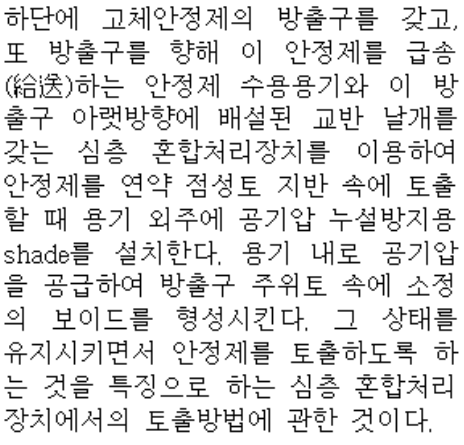 하단에 고체안정제의 방출구를 갖고,
또 방출구를 향해 이 안정제를 급송
(給送)하는 안정제 수용용기와 이 방
출구 아랫방향에 배설된 교반 날개를
갖는 심층 혼합처리장치를 이용하여
안정제를 연약 점성토 지반 속에 토출
할 때 용기 외주에 공기압 누설방지용
shade를 설치한다. 용기 내로 공기압
을 공급하여 방출구 주위토 속에 소정
의 보이드를 형성시킨다. 그 상태를
유지시키면서 안정제를 토출하도록 하
는 것을 특징으로 하는 심층 혼합처리
장치에서의 토출방법에 관한 것이다.